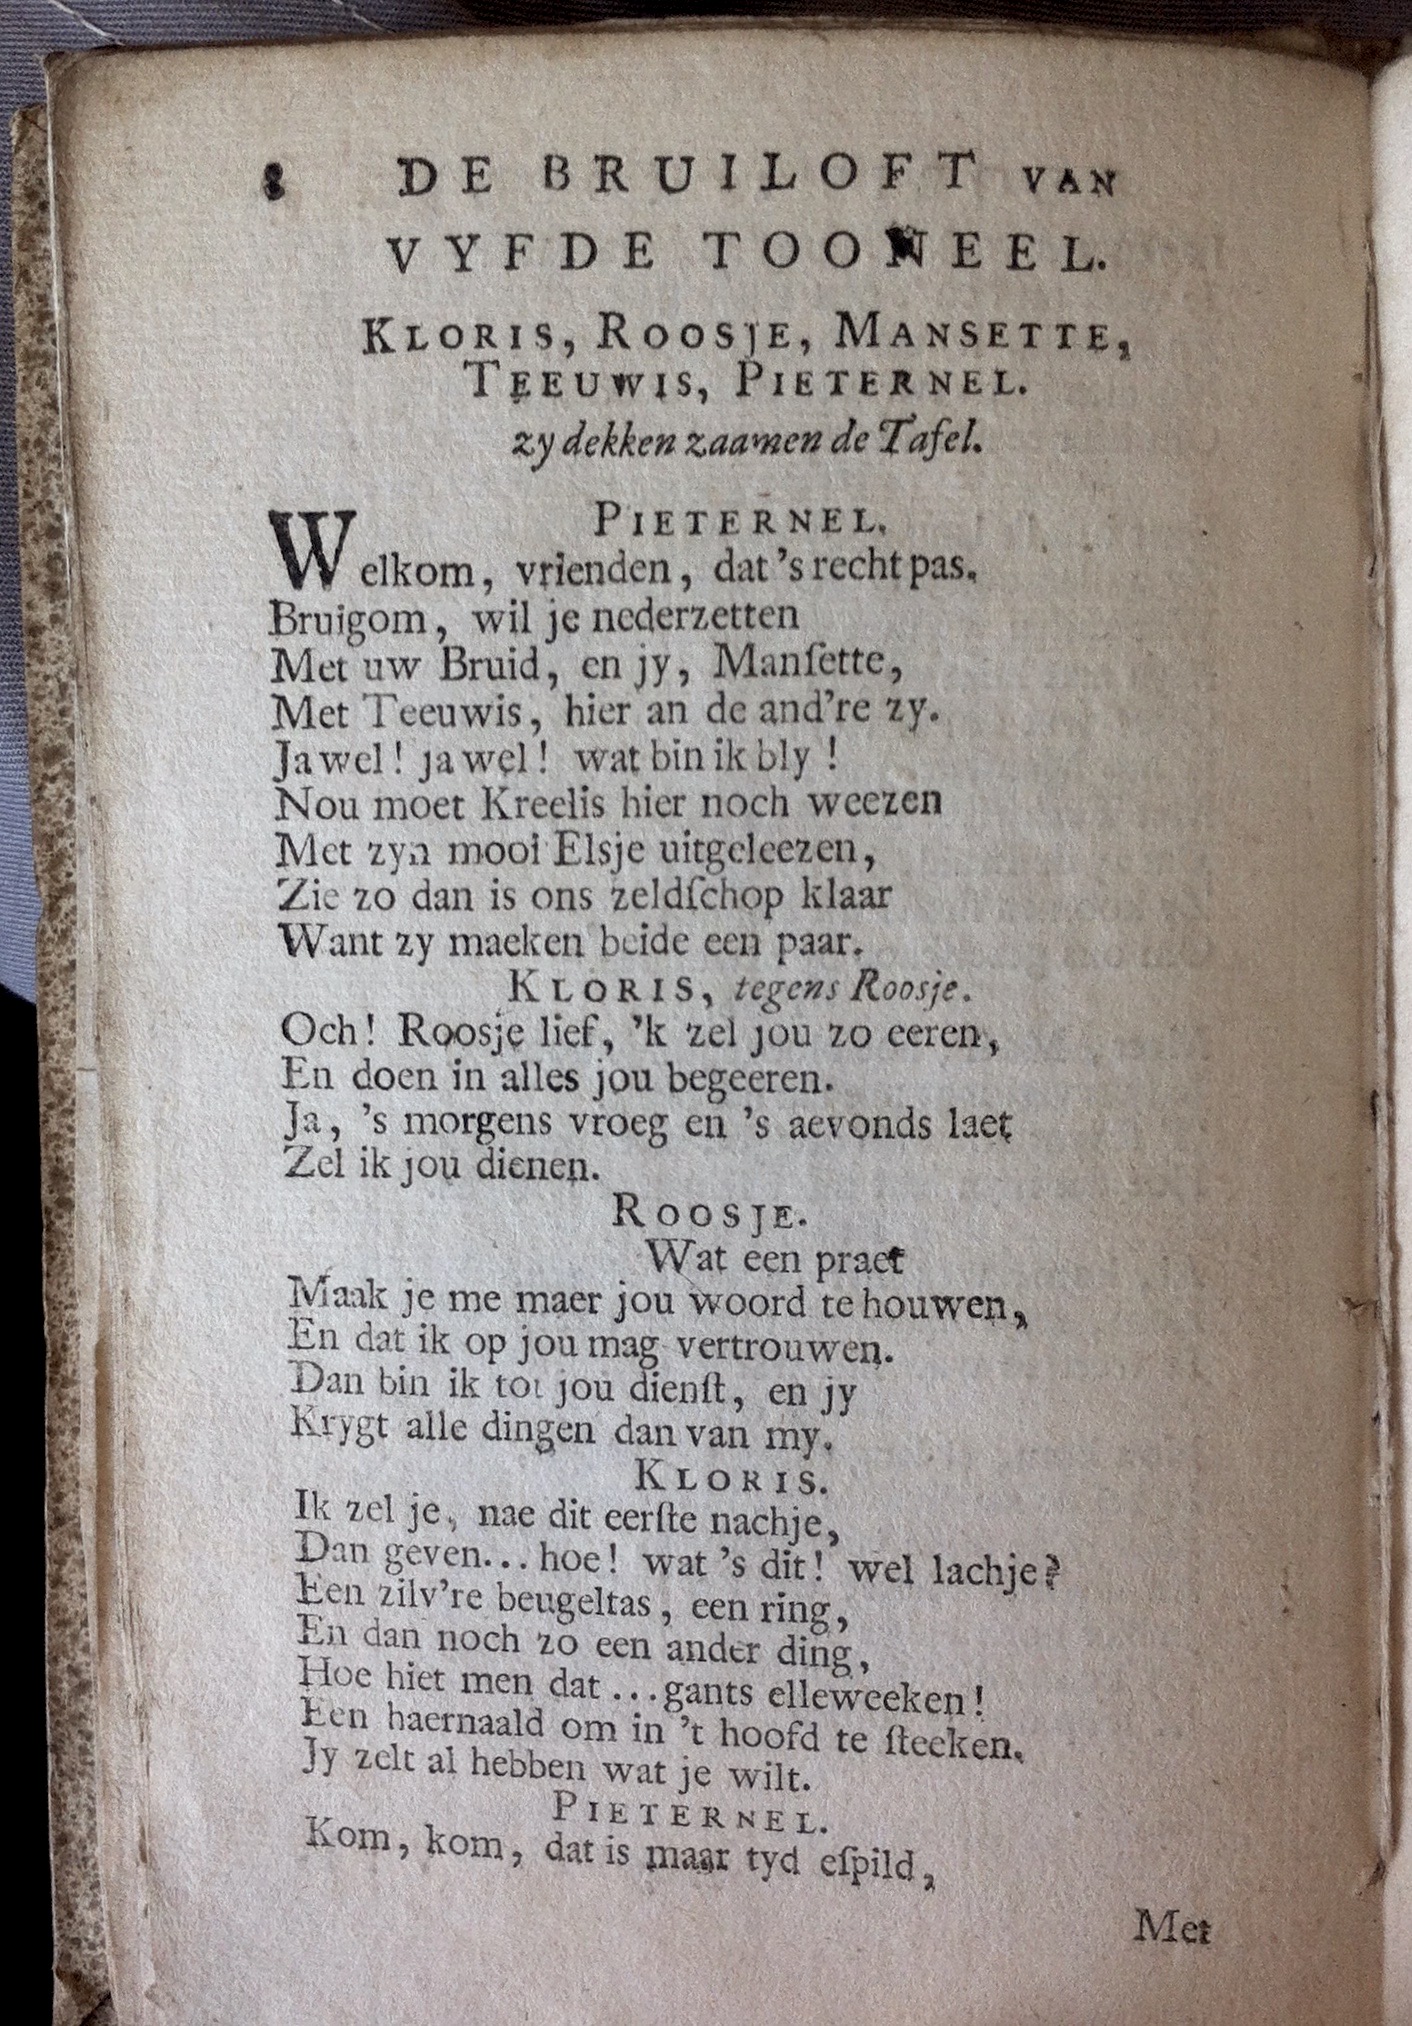 8 DE BRUILOFT VAN
VYFDE TOONEEL.
KLORIS, ROOSJE, MANSETTE,
TEEUWIS, PIETERNEL.
zy dekken zaamen de Tafel.
PIETERNEL.
Welkom, vrienden, dat 's recht pas.
Bruigom, wil je nederzetten
Met uw Bruid, en jy, Manſette,
Met Teeuwis, hier an de and're zy.
Ja wel! ja wel! wat bin ik bly!
Nou moet Kreelis hier noch weezen
Met zyn mooi Elsje uitgeleezen,
Zie zo dan is ons zeldſchop klaar
Want zy maeken beide een paar.
KLORIS, tegens Roosje.
Och! Roosje lief, 'k zel jou zo eeren,
En doen in alles jou begeeren.
Ja, 's morgens vroeg en 's aevonds laet
Zel ik jou dienen.
ROOSJE.
Wat een praet
Maak je me maer jou woord te houwen,
En dat ik op jou mag vertrouwen.
Dan bin ik tot jou dienſt, en jy
Krygt alle dingen dan van my.
KLORIS.
Ik zel je, nae dit eerſte nachje,
Dan geven... hoe! wat 's dit! wel lachje?
Een zilv're beugeltas, een ring,
En dan noch zo een ander ding,
Hoe hiet men dat ... gants elleweeken!
Een haernaald om in 't hoofd te ſteeken.
Jy zelt al hebben wat je wilt.
PIETERNEL.
Kom, kom, dat is maar tyd eſpild,
Met